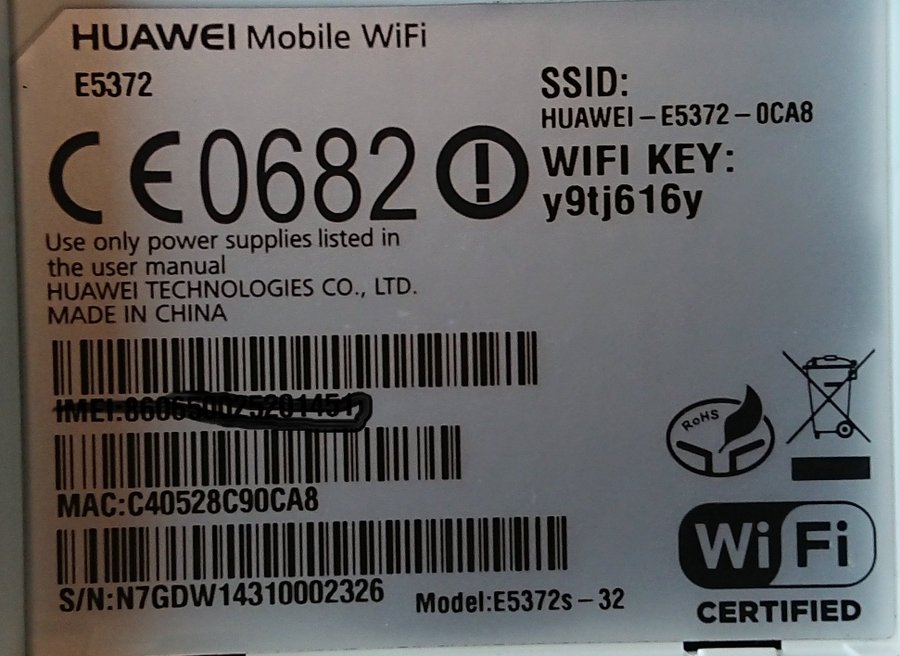 HUAWEI Mobile WiFi
E5372
SSID:
HUAWEI-E5372-0CA8
CE0682
WIFI KEY:
y9tj616y
Use only power supplies listed in
the user manual
HUAWEI TECHNOLOGIES CO., LTD.
MADE IN CHINA
IMEI:
RoHS
MAC:C40528C90CA8
S/N:N7GDW14310002326
Model:E5372s-32
WiFi
CERTIFIED